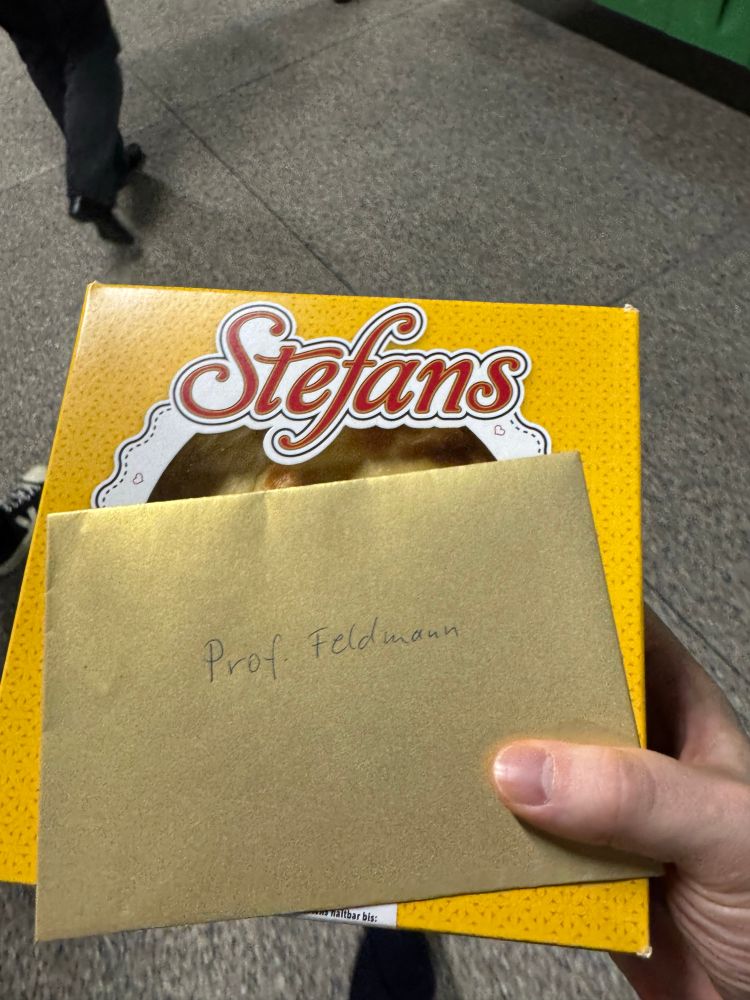 Stefans
Prof. Feldmann
haltbar bis: